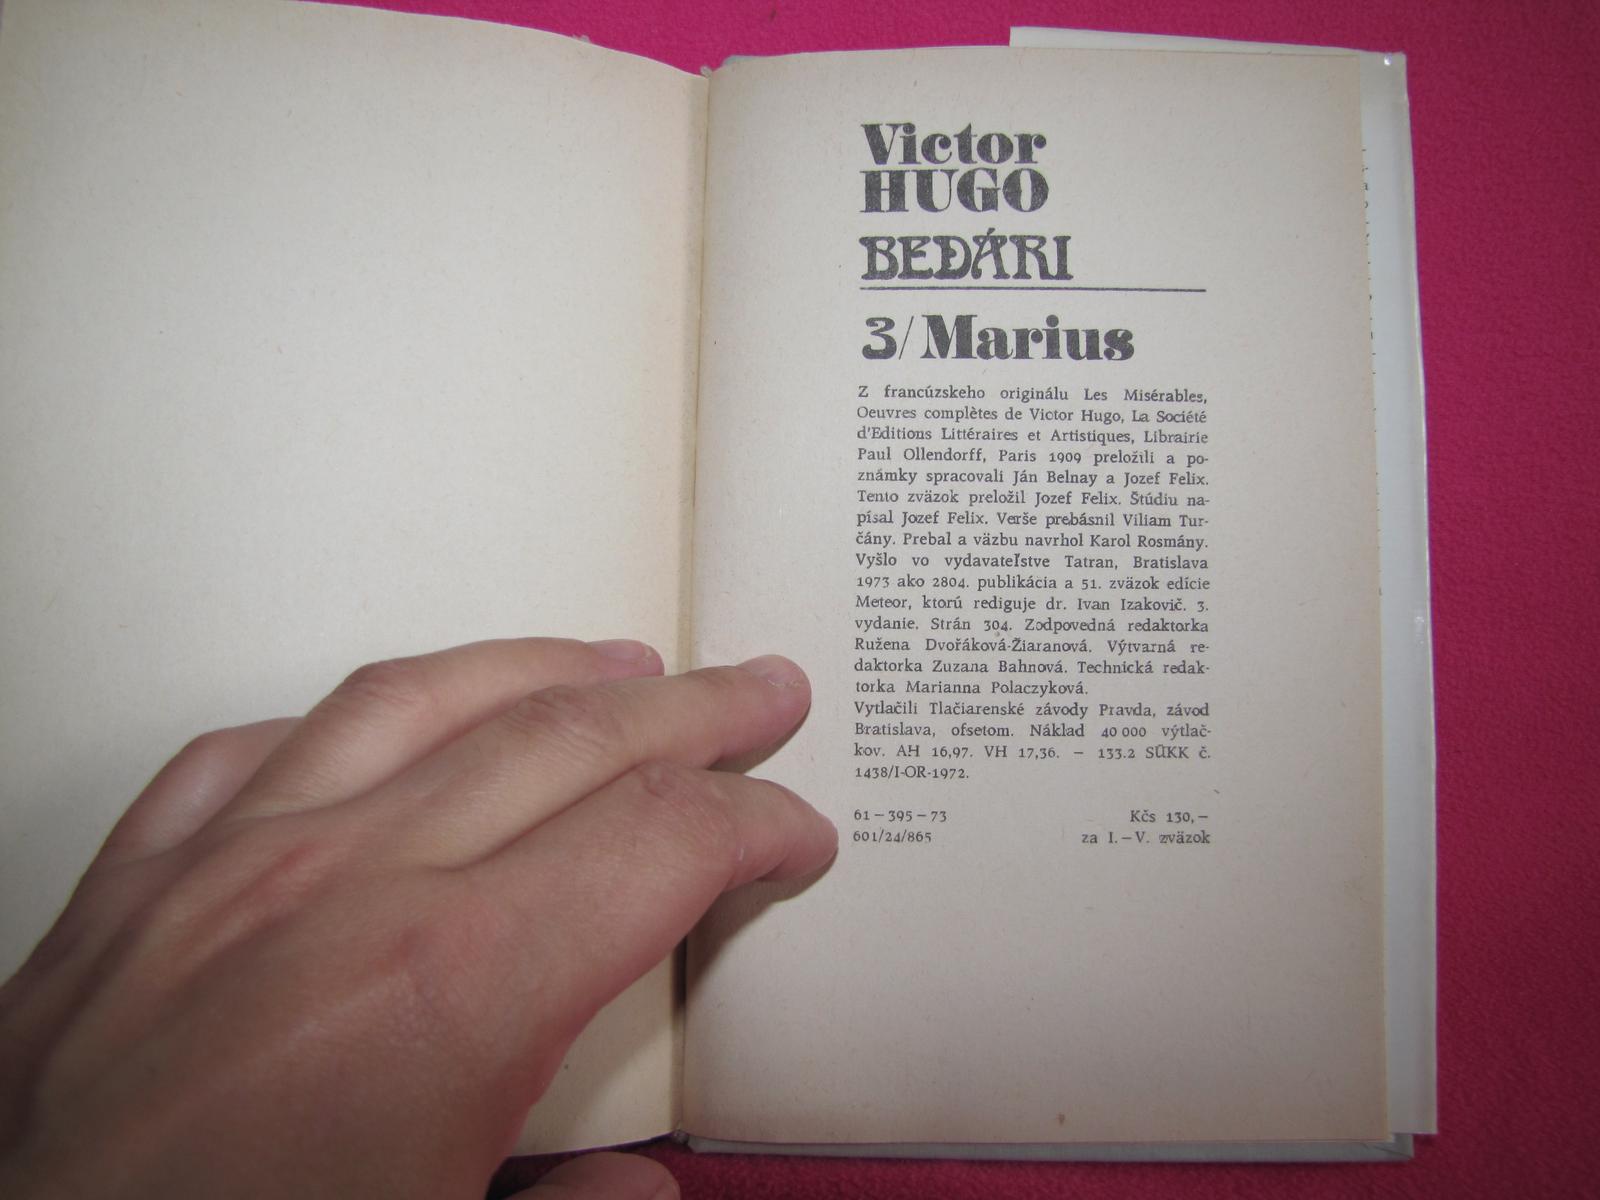 Victor
HUGO
BEDÁRI
3/Marius
Z francúzskeho originálu Les Misérables,
Oeuvres complètes de Victor Hugo, La Société
d'Editions Littéraires et Artistiques, Librairie
Paul Ollendorff, Paris 1909 preložili a po-
známky spracovali Ján Belnay a Jozef Felix.
Tento zväzok preložil Jozef Felix. Štúdiu na-
písal Jozef Felix. Verše prebásnil Viliam Tur-
čány. Prebal a väzbu navrhol Karol Rosmány.
Vyšlo vo vydavateľstve Tatran, Bratislava
1973 ako 2804. publikácia a 51. zväzok edície
Meteor, ktorú rediguje dr. Ivan Izakovič. 3.
vydanie. Strán 304. Zodpovedná redaktorka
Ružena Dvořáková-Žiaranová. Výtvarná re-
daktorka Zuzana Bahnová. Technická redak-
torka Marianna Polaczyková.
Vytlačili Tlačiarenské závody Pravda, závod
Bratislava, ofsetom. Náklad 40 000 výtlač-
kov. AH 16,97. VH 17,36. – 133.2 SÚKK č.
1438/I-OR-1972.
61 – 395 – 73 Kčs 130,–
601/24/865 za I. – V. zväzok